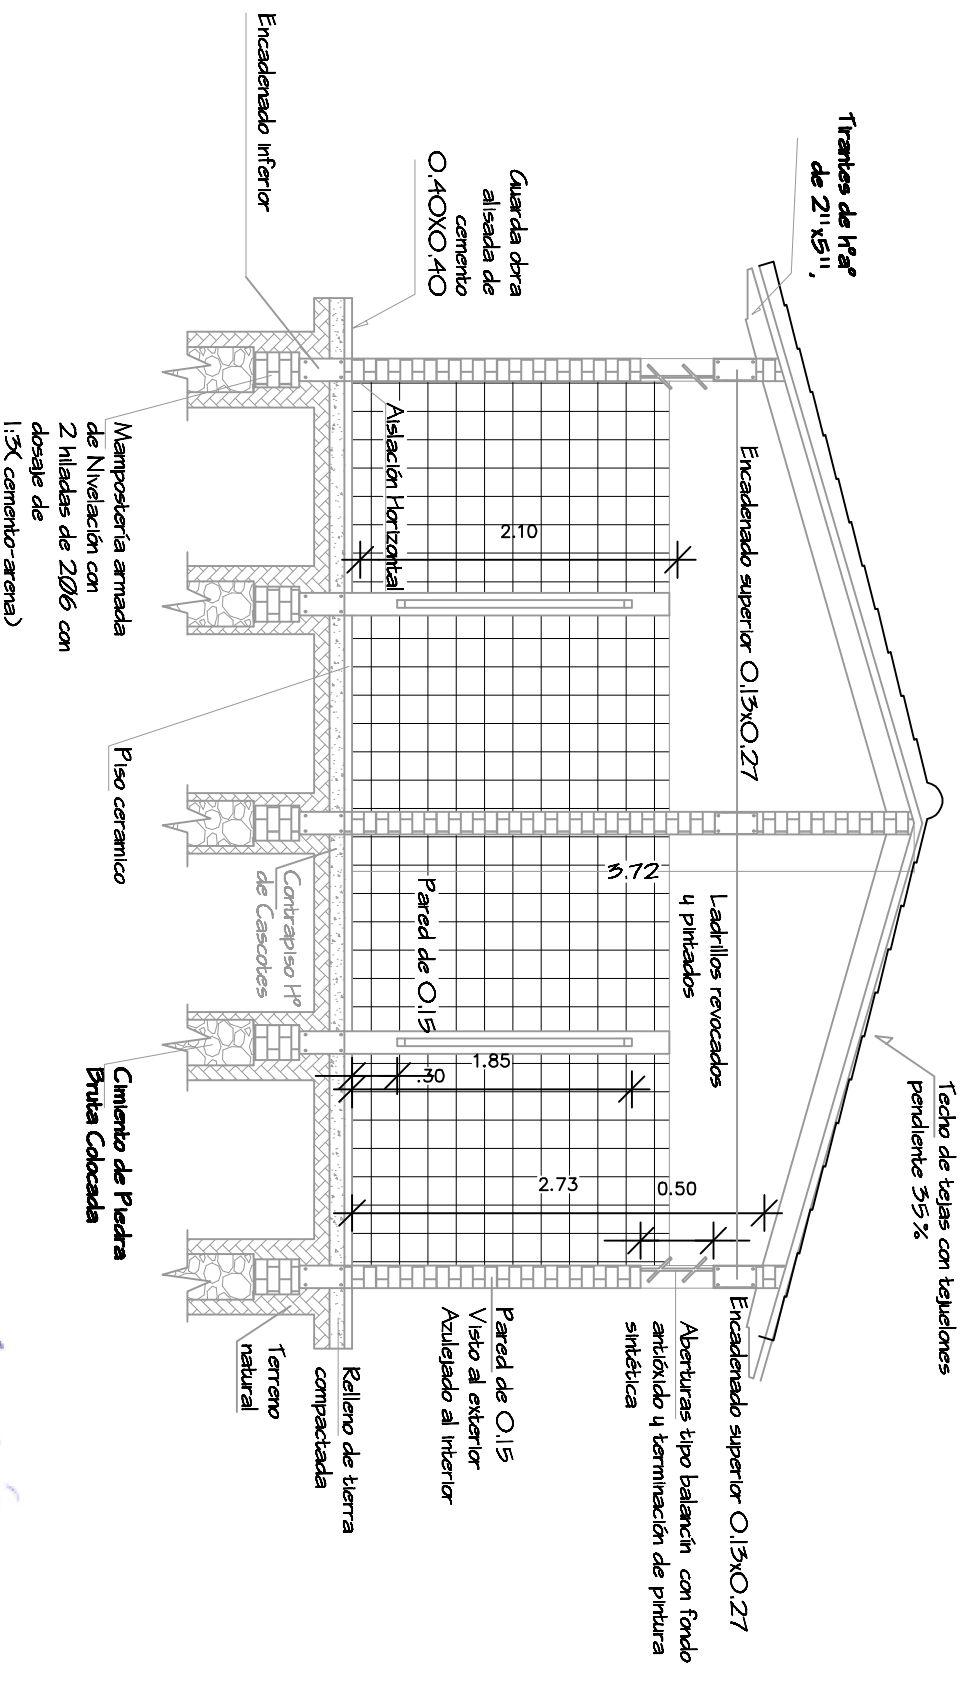 Techo de tejas con tejuelones
pendiente 35%
Tirantes de hºaº
de 2"x5",
Encadenado superior 0.13x0.27
Encadenado superior 0.13x0.27
Ladrillos revocados
y pintados
Aberturas tipo balancín con fondo
antióxido y terminación de pintura
sintética
3.72
0.50
2.73
2.10
1.85
.30
Guarda obra
alisada de
cemento
0.40X0.40
Pared de 0.15
Visto al exterior
Azulejado al interior
Pared de 0.15
Aislación Horizontal
Relleno de tierra
compactada
Encadenado inferior
Contrapiso Hº
de Cascotes
Terreno
natural
Mampostería armada
de Nivelación con
2 hiladas de 2Ø6 con
dosaje de
1:3( cemento-arena)
Piso ceramico
Cimiento de Piedra
Bruta Colocada